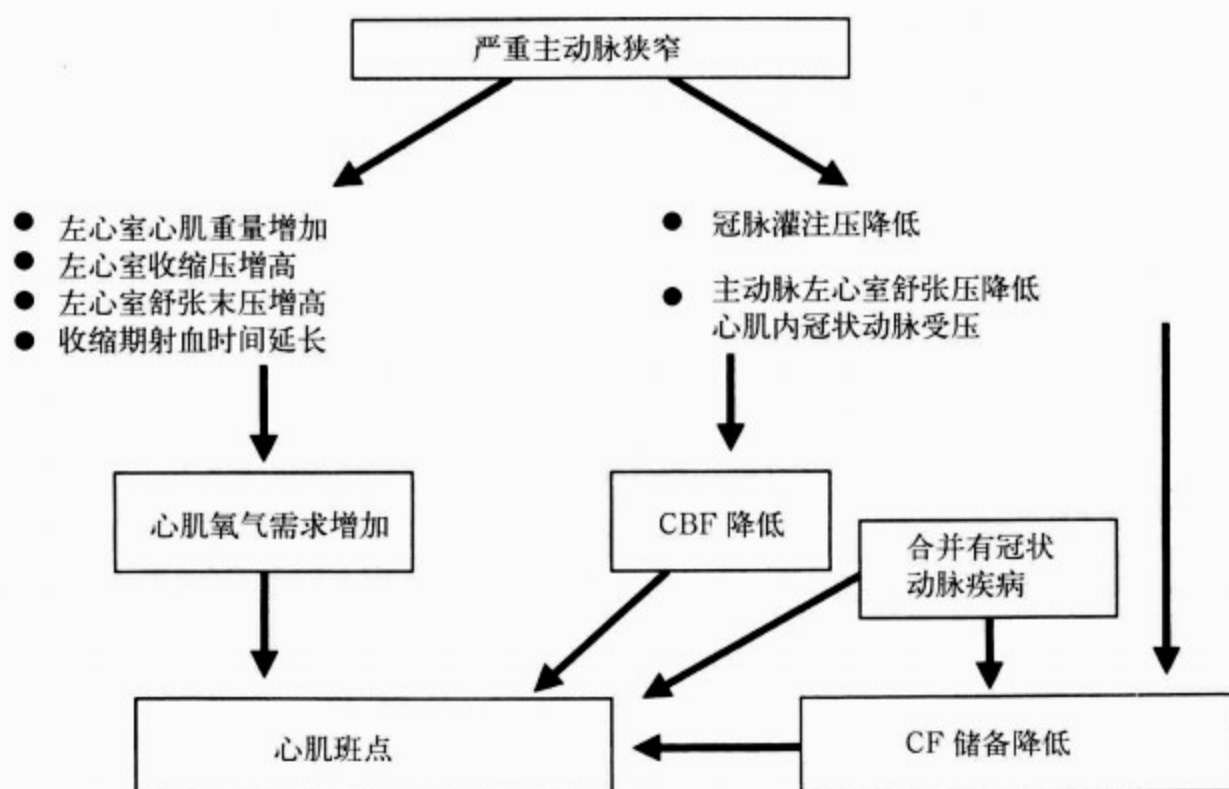 严重主动脉狭窄
左心室心肌重量增加
左心室收缩压增高
左心室舒张末压增高
收缩期射血时间延长
冠脉灌注压降低
主动脉左心室舒张压降低
心肌内冠状动脉受压
心肌氧气需求增加
CBF 降低
合并有冠状
动脉疾病
心肌班点
CF 储备降低